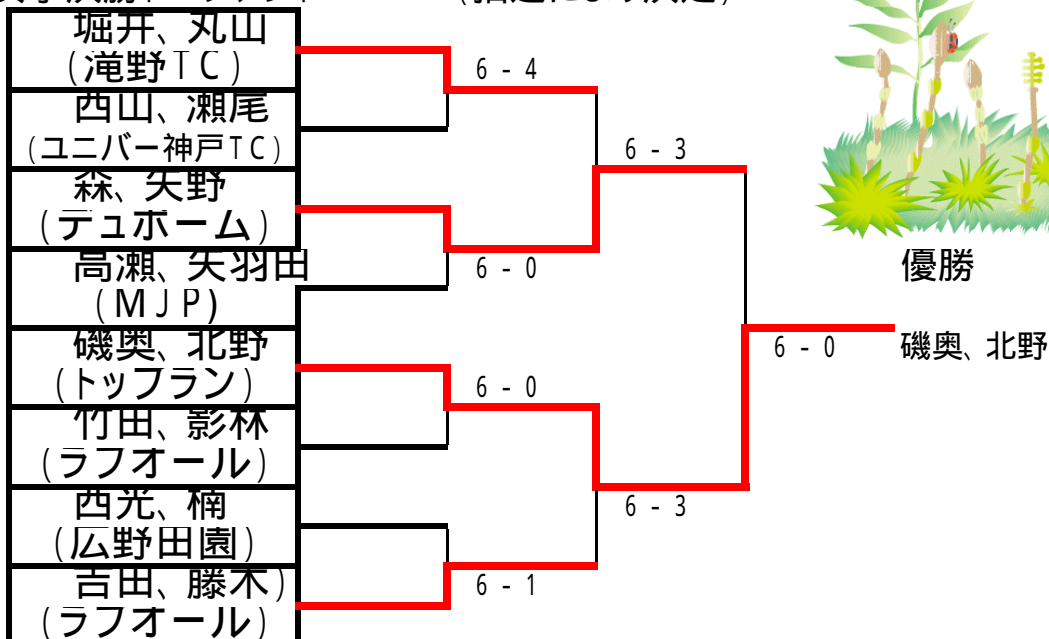 堀井、丸山
(滝野TC)
西山、瀬尾
(ユニバー神戸TC)
森、矢野
(デュボーム)
高瀬、矢羽田
(MJP)
磯奥、北野
(トップラン)
竹田、影林
(ラフオール)
西光、楠
(広野田園)
吉田、藤木)
(ラフオール)
6 - 4
6 - 0
6 - 0
6 - 1
6 - 3
6 - 3
6 - 0
優勝
磯奥、北野